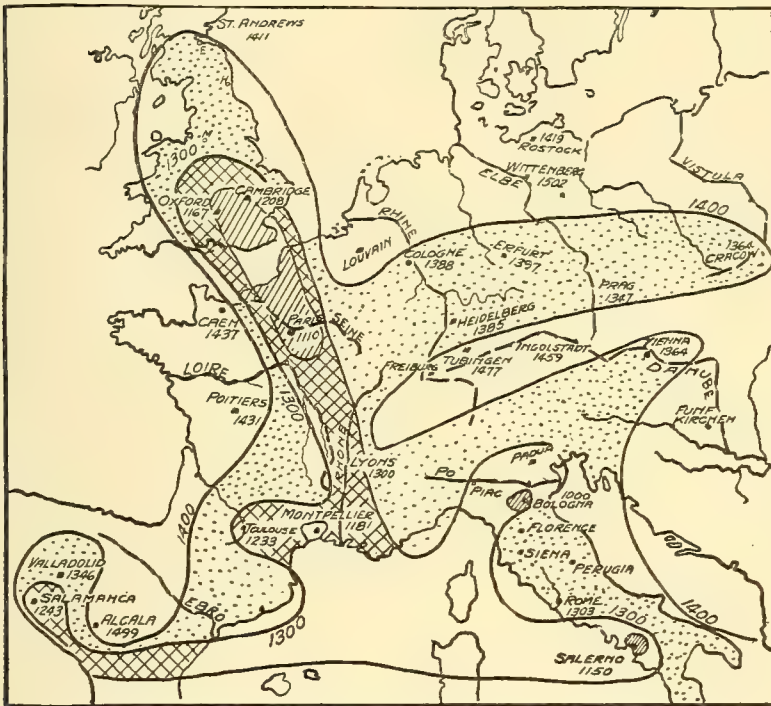 ST. ANDREWS
1411
1300
OXFORD
1167
CAMBRIDGE
1208
1419
ROSTOCK
WITTENBERG
1502
ELBE
VISTULA
1400
RHINE
LOUVAIN
COLOGNE
1388
ERFURT
1397
1364
CRACOW
PRAG
1347
HEIDELBERG
1385
CAEN
1437
PARIS
1110
SEINE
LOIRE
FREIBURG
TUBINGEN
1477
INGOLSTADT
1459
VIENNA
1364
DANUBE
POITIERS
1431
1300
FUNF
KIRCHEN
RHONE
LYONS
1300
PADUA
PO
PIAC
1000
BOLOGNA
1400
MONTPELLIER
1181
TOULOUSE
1233
FLORENCE
SIENA
PERUGIA
VALLADOLID
1346
SALAMANCA
1243
ALCALA
1499
EBRO
1300
ROME
1303
1300
1400
SALERNO
1150